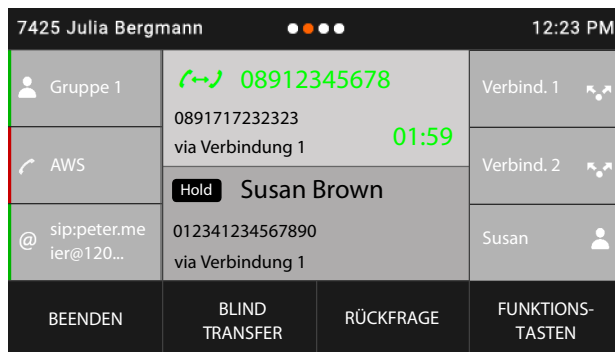 7425 Julia Bergmann
12:23 PM
Gruppe 1
AWS
@
sip:peter.me
ier@120...
08912345678
0891717232323
via Verbindung 1
01:59
Hold Susan Brown
012341234567890
via Verbindung 1
Verbind. 1
Verbind. 2
Susan
BEENDEN
BLIND
TRANSFER
RÜCKFRAGE
FUNKTIONS-
TASTEN